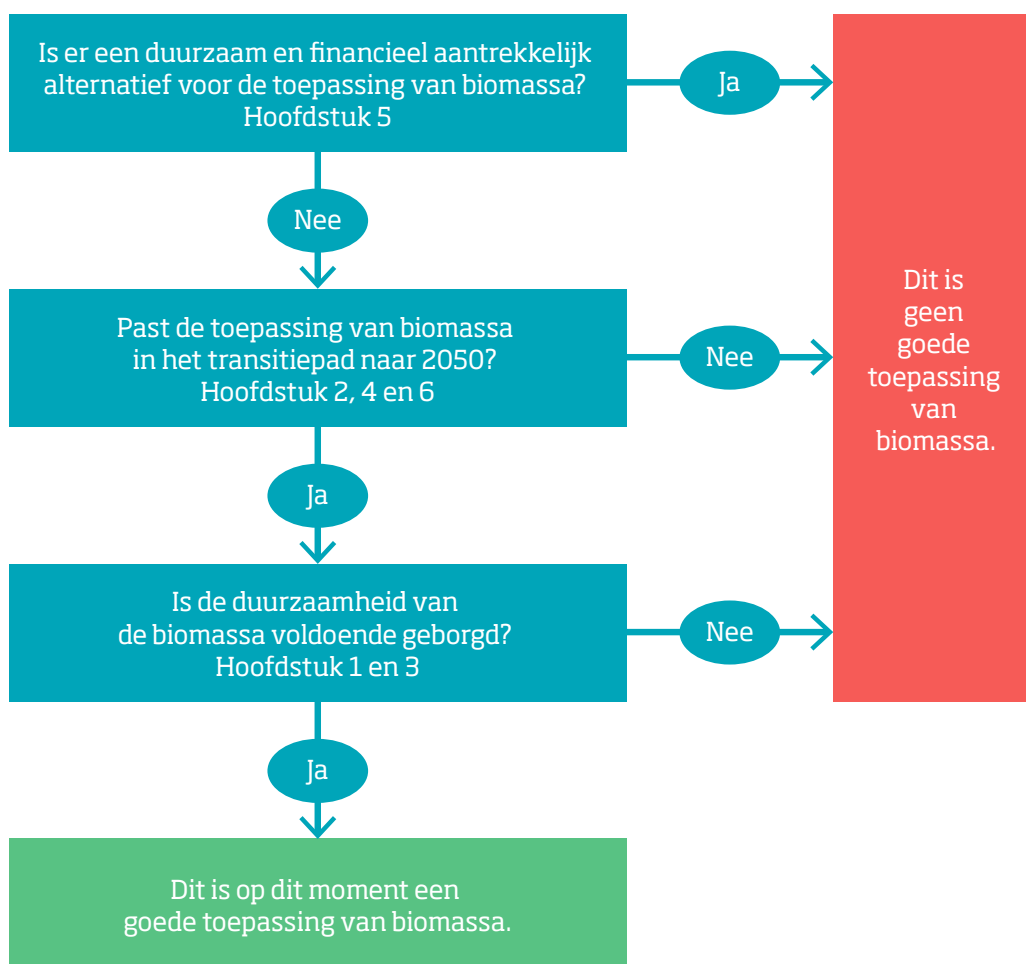 Is er een duurzaam en financieel aantrekkelijk
alternatief voor de toepassing van biomassa?
Hoofdstuk 5
Ja
Nee
Past de toepassing van biomassa
in het transitiepad naar 2050?
Hoofdstuk 2, 4 en 6
Nee
Dit is
geen
goede
toepassing
van
biomassa.
Ja
Is de duurzaamheid van
de biomassa voldoende geborgd?
Hoofdstuk 1 en 3
Nee
Ja
Dit is op dit moment een
goede toepassing van biomassa.